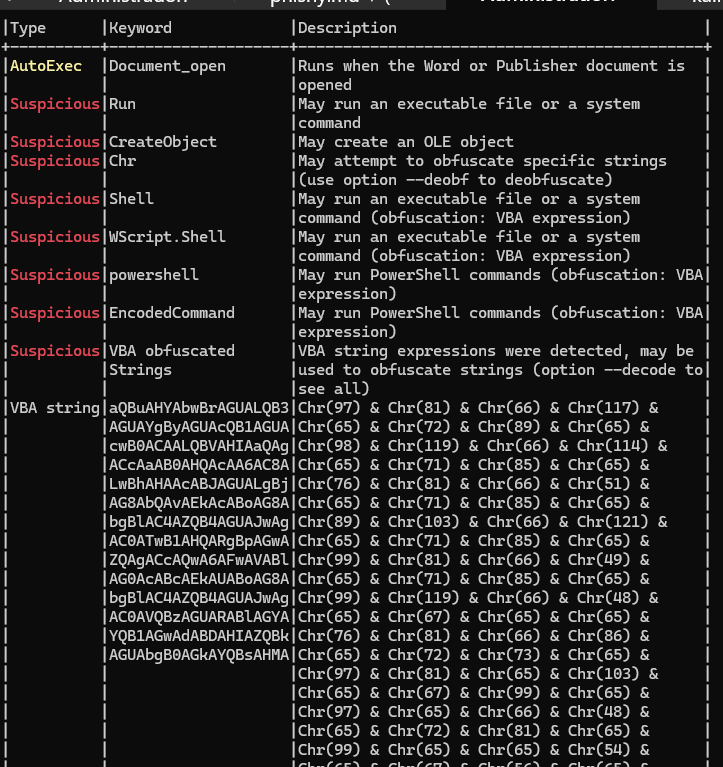 |Type |Keyword |Description |
|AutoExec |Document_open |Runs when the Word or Publisher document is |
| | |opened |
|Suspicious|Run |May run an executable file or a system |
| | |command |
|Suspicious|CreateObject |May create an OLE object |
|Suspicious|Chr |May attempt to obfuscate specific strings |
| | |(use option --deobf to deobfuscate) |
|Suspicious|Shell |May run an executable file or a system |
| | |command (obfuscation: VBA expression) |
|Suspicious|WScript.Shell |May run an executable file or a system |
| | |command (obfuscation: VBA expression) |
|Suspicious|powershell |May run PowerShell commands (obfuscation: VBA|
| | |expression) |
|Suspicious|EncodedCommand |May run PowerShell commands (obfuscation: VBA|
| | |expression) |
|Suspicious|VBA obfuscated |VBA string expressions were detected, may be |
| |Strings |used to obfuscate strings (option --decode to|
| | |see all) |
|VBA string|aQBuAHYAbwBrAGUALQB3|Chr(97) & Chr(81) & Chr(66) & Chr(117) & |
| |AGUAYgByAGUAcQB1AGUA|Chr(65) & Chr(72) & Chr(89) & Chr(65) & |
| |cwB0ACAALQBVAHIAaQAg|Chr(98) & Chr(119) & Chr(66) & Chr(114) & |
| |ACcAaAB0AHQAcAA6AC8A|Chr(65) & Chr(71) & Chr(85) & Chr(65) & |
| |LwBhAHAAcABJAGUALgBj|Chr(76) & Chr(81) & Chr(66) & Chr(51) & |
| |AG8AbQAvAEkAcABoAG8A|Chr(65) & Chr(71) & Chr(85) & Chr(65) & |
| |bgBlAC4AZQB4AGUAJwAg|Chr(89) & Chr(103) & Chr(66) & Chr(121) & |
| |AC0ATwB1AHQARgBpAGwA|Chr(65) & Chr(71) & Chr(85) & Chr(65) & |
| |ZQAgACcAQwA6AFwAVABl|Chr(99) & Chr(81) & Chr(66) & Chr(49) & |
| |AG0AcABcAEkAUABoAG8A|Chr(65) & Chr(71) & Chr(85) & Chr(65) & |
| |bgBlAC4AZQB4AGUAJwAg|Chr(99) & Chr(119) & Chr(66) & Chr(48) & |
| |AC0AVQBzAGUARABlAGYA|Chr(65) & Chr(67) & Chr(65) & Chr(65) & |
| |YQB1AGwAdABDAHIAZQBk|Chr(76) & Chr(81) & Chr(66) & Chr(86) & |
| |AGUAbgB0AGkAYQBsAHMA|Chr(65) & Chr(72) & Chr(73) & Chr(65) & |
| | |Chr(97) & Chr(81) & Chr(65) & Chr(103) & |
| | |Chr(65) & Chr(67) & Chr(99) & Chr(65) & |
| | |Chr(97) & Chr(65) & Chr(66) & Chr(48) & |
| | |Chr(65) & Chr(72) & Chr(81) & Chr(65) & |
| | |Chr(99) & Chr(65) & Chr(65) & Chr(54) & |
| | |Chr(65) & Chr(67) & Chr(56) & Chr(65) & |